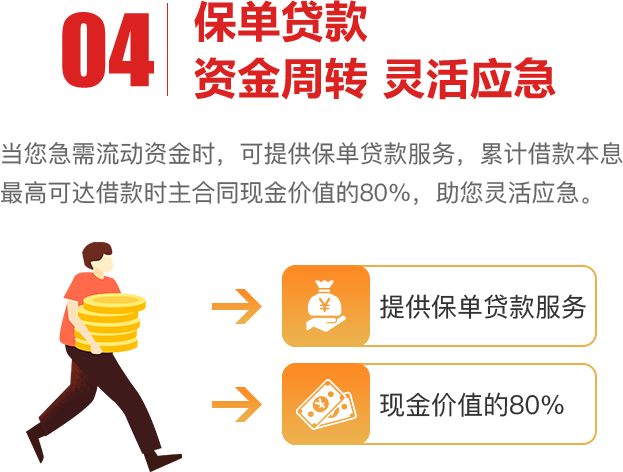 04
保单贷款
资金周转 灵活应急
当您急需流动资金时，可提供保单贷款服务，累计借款本息
最高可达借款时主合同现金价值的80%，助您灵活应急。
¥
提供保单贷款服务
¥
现金价值的80%